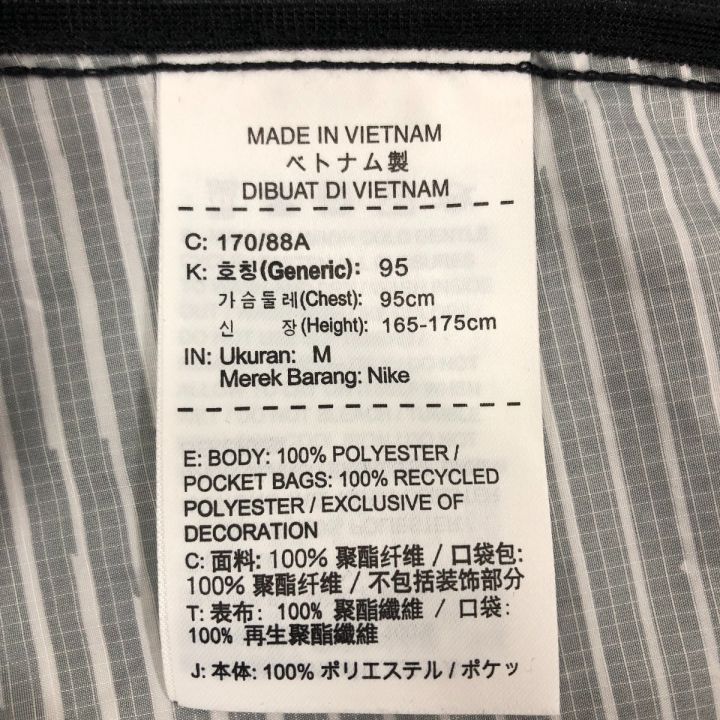 MADE IN VIETNAM
ベトナム製
DIBUAT DI VIETNAM
C: 170/88A
K: 호칭(Generic): 95
가슴둘레(Chest): 95cm
신 장(Height): 165-175cm
IN: Ukuran: M
Merek Barang: Nike
E: BODY: 100% POLYESTER /
POCKET BAGS: 100% RECYCLED
POLYESTER / EXCLUSIVE OF
DECORATION
C: 面料: 100% 聚酯纤维 / 口袋包:
100% 聚酯纤维 / 不包括装饰部分
T: 表布: 100% 聚酯纖維 / 口袋:
100% 再生聚酯纖維
J: 本体: 100% ポリエステル / ポケッ